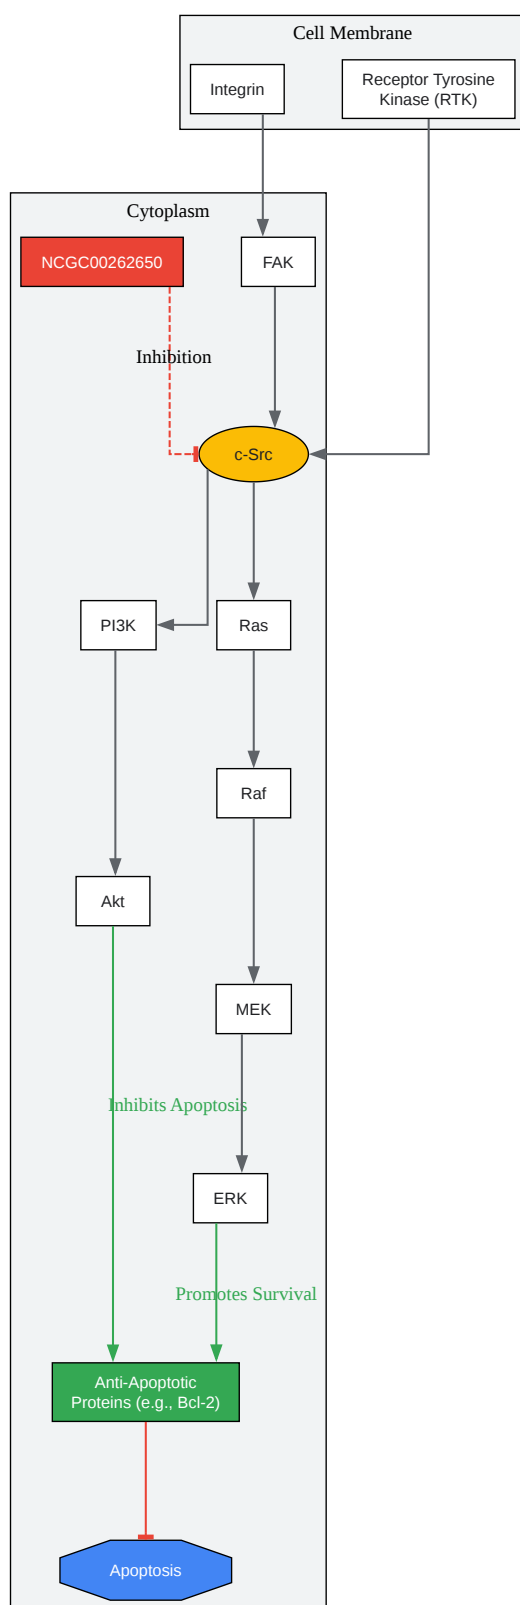 Cell Membrane
Integrin
Receptor Tyrosine
Kinase (RTK)
Cytoplasm
NCGC00262650
FAK
Inhibition
c-Src
PI3K
Ras
Raf
Akt
MEK
Inhibits Apoptosis
ERK
Promotes Survival
Anti-Apoptotic
Proteins (e.g., Bcl-2)
Apoptosis